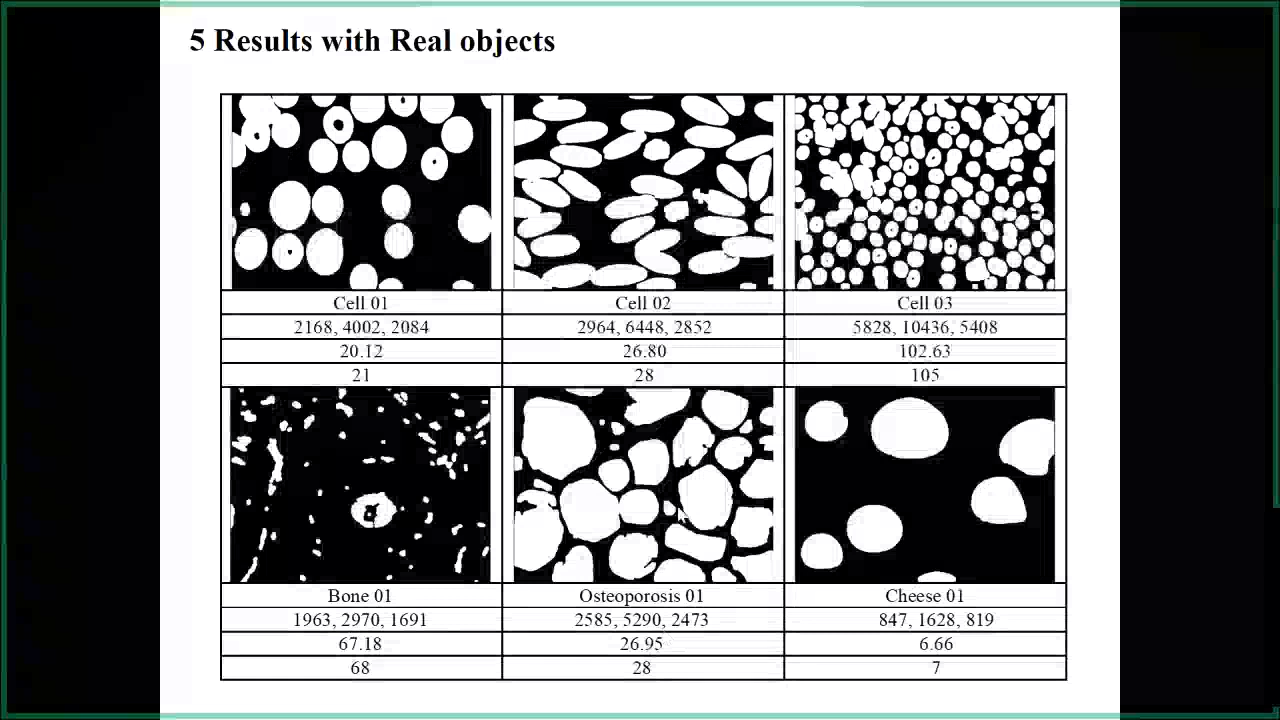 5 Results with Real objects
Cell 01 Cell 02 Cell 03
2168, 4002, 2084 2964, 6448, 2852 5828, 10436, 5408
20.12 26.80 102.63
21 28 105
Bone 01 Osteoporosis 01 Cheese 01
1963, 2970, 1691 2585, 5290, 2473 847, 1628, 819
67.18 26.95 6.66
68 28 7